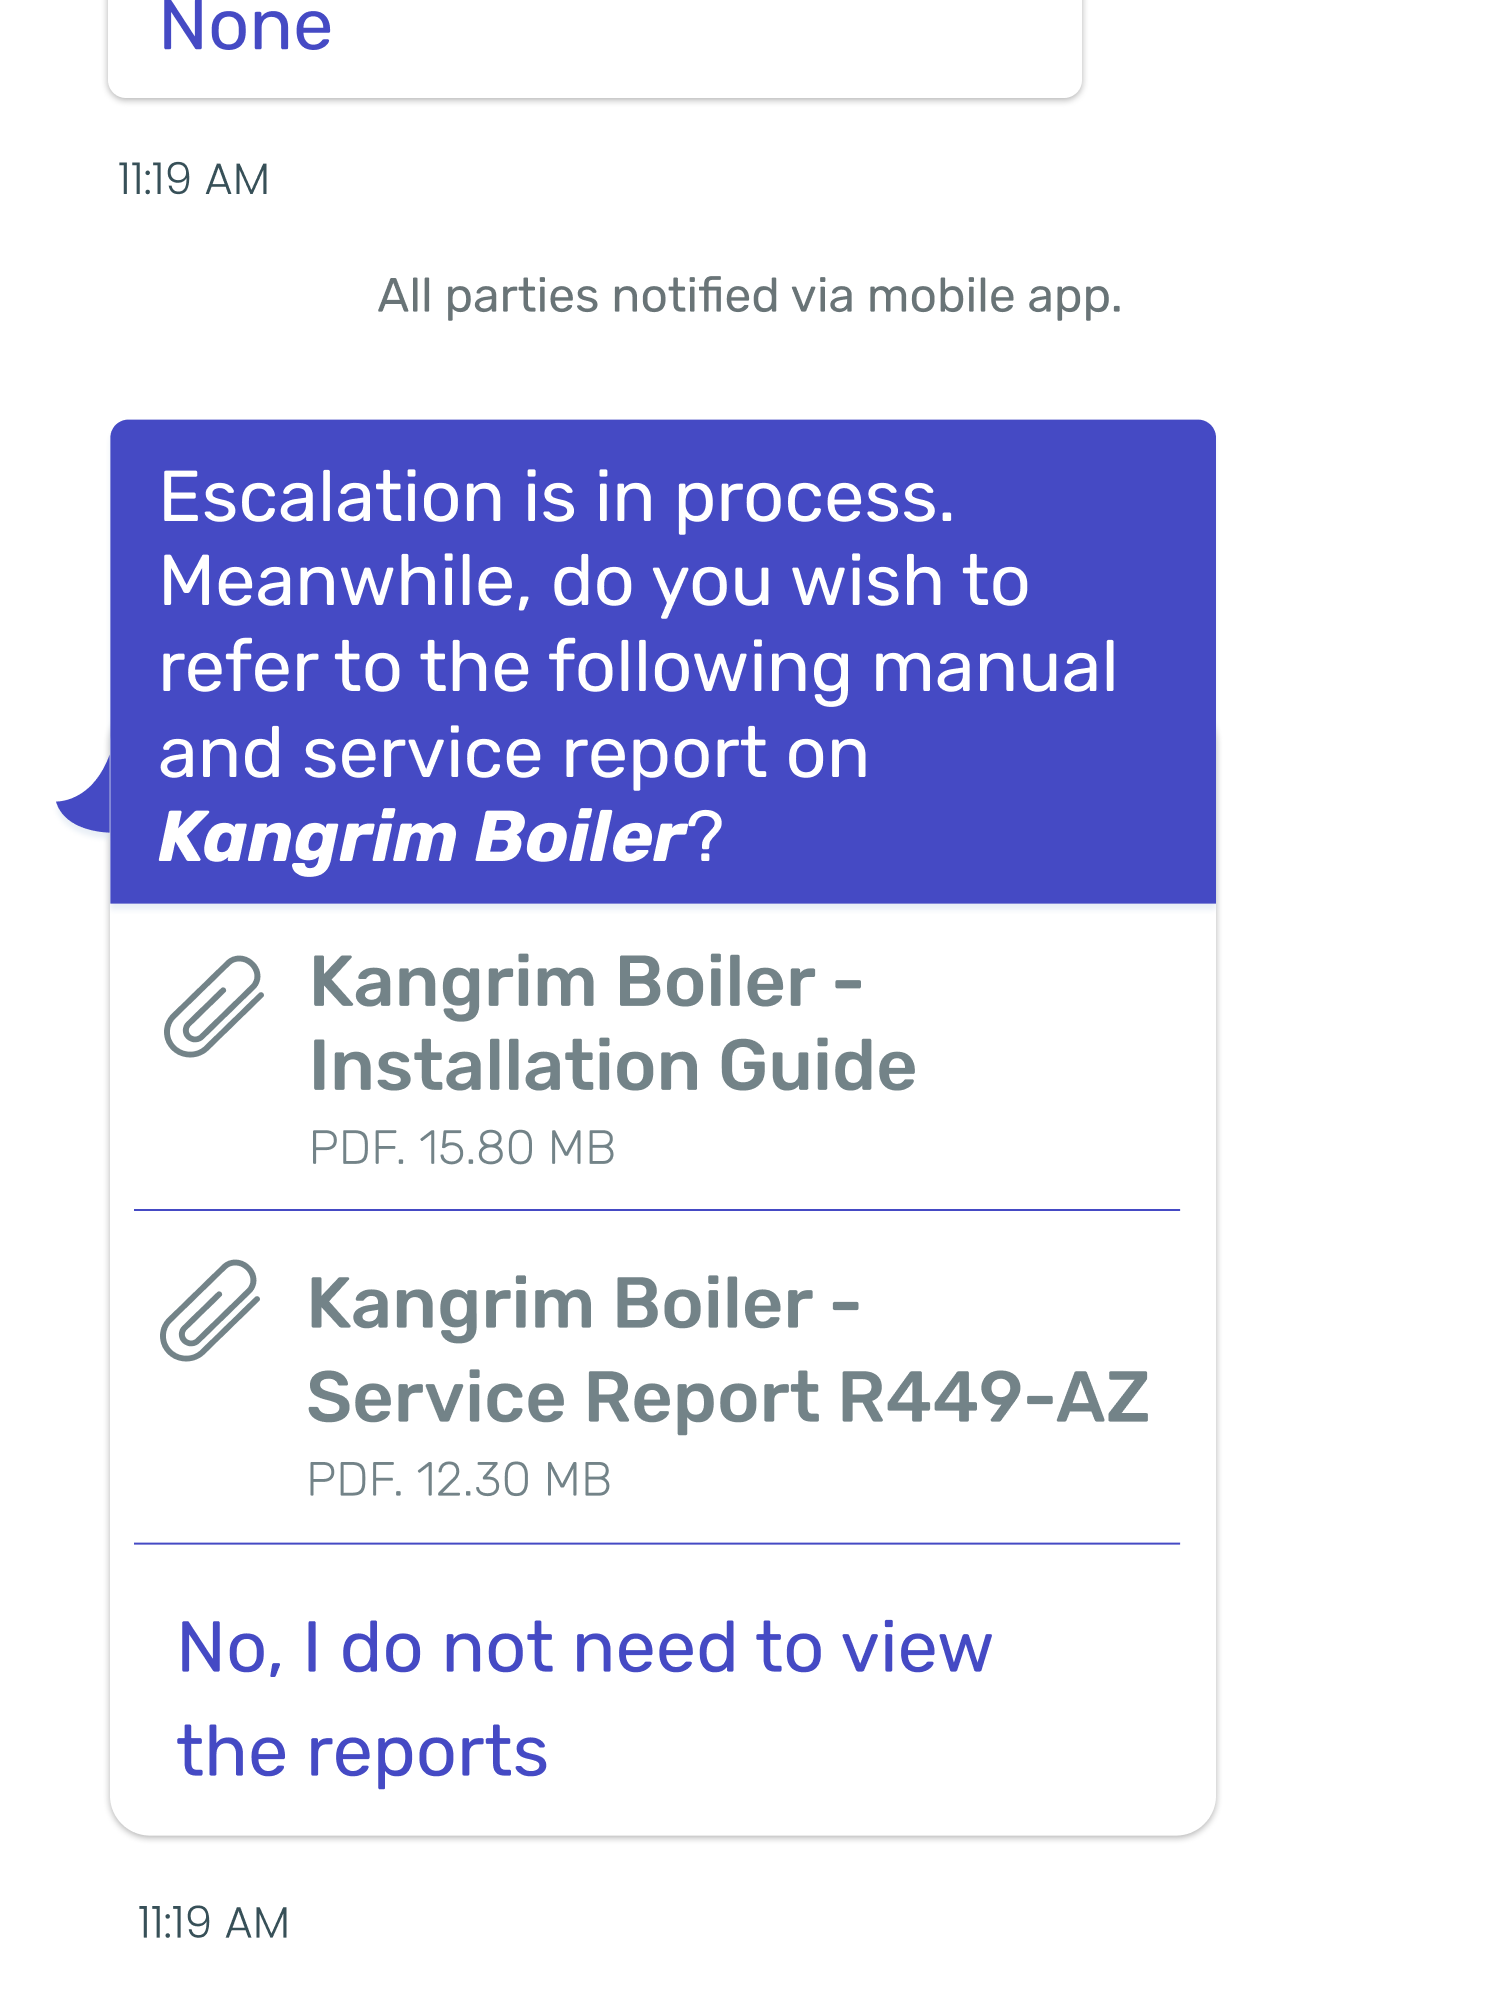 None
11:19 AM
All parties notified via mobile app.
Escalation is in process.
Meanwhile, do you wish to
refer to the following manual
and service report on
Kangrim Boiler?
Kangrim Boiler -
Installation Guide
PDF. 15.80 MB
Kangrim Boiler -
Service Report R449-AZ
PDF. 12.30 MB
No, I do not need to view
the reports
11:19 AM